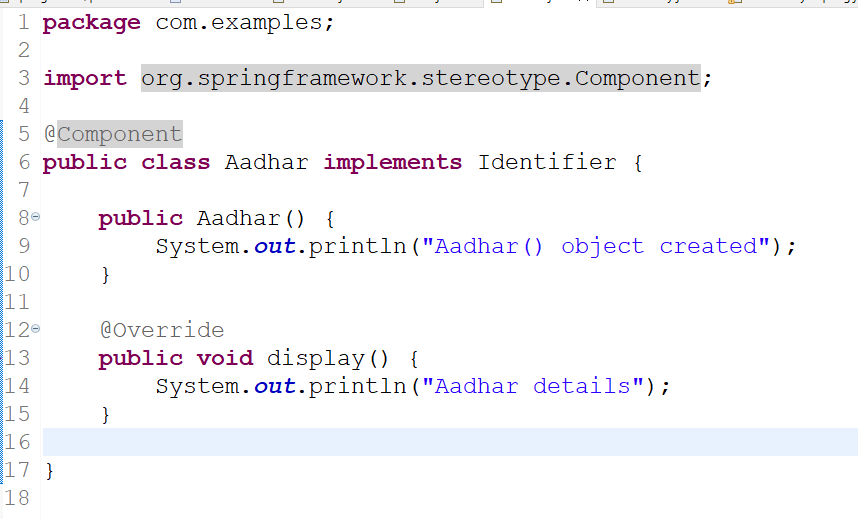 1 package com.examples;
2
3 import org.springframework.stereotype.Component;
4
5 @Component
6 public class Aadhar implements Identifier {
7
8 public Aadhar() {
9 System.out.println("Aadhar() object created");
10 }
11
12 @Override
13 public void display() {
14 System.out.println("Aadhar details");
15 }
16
17 }
18